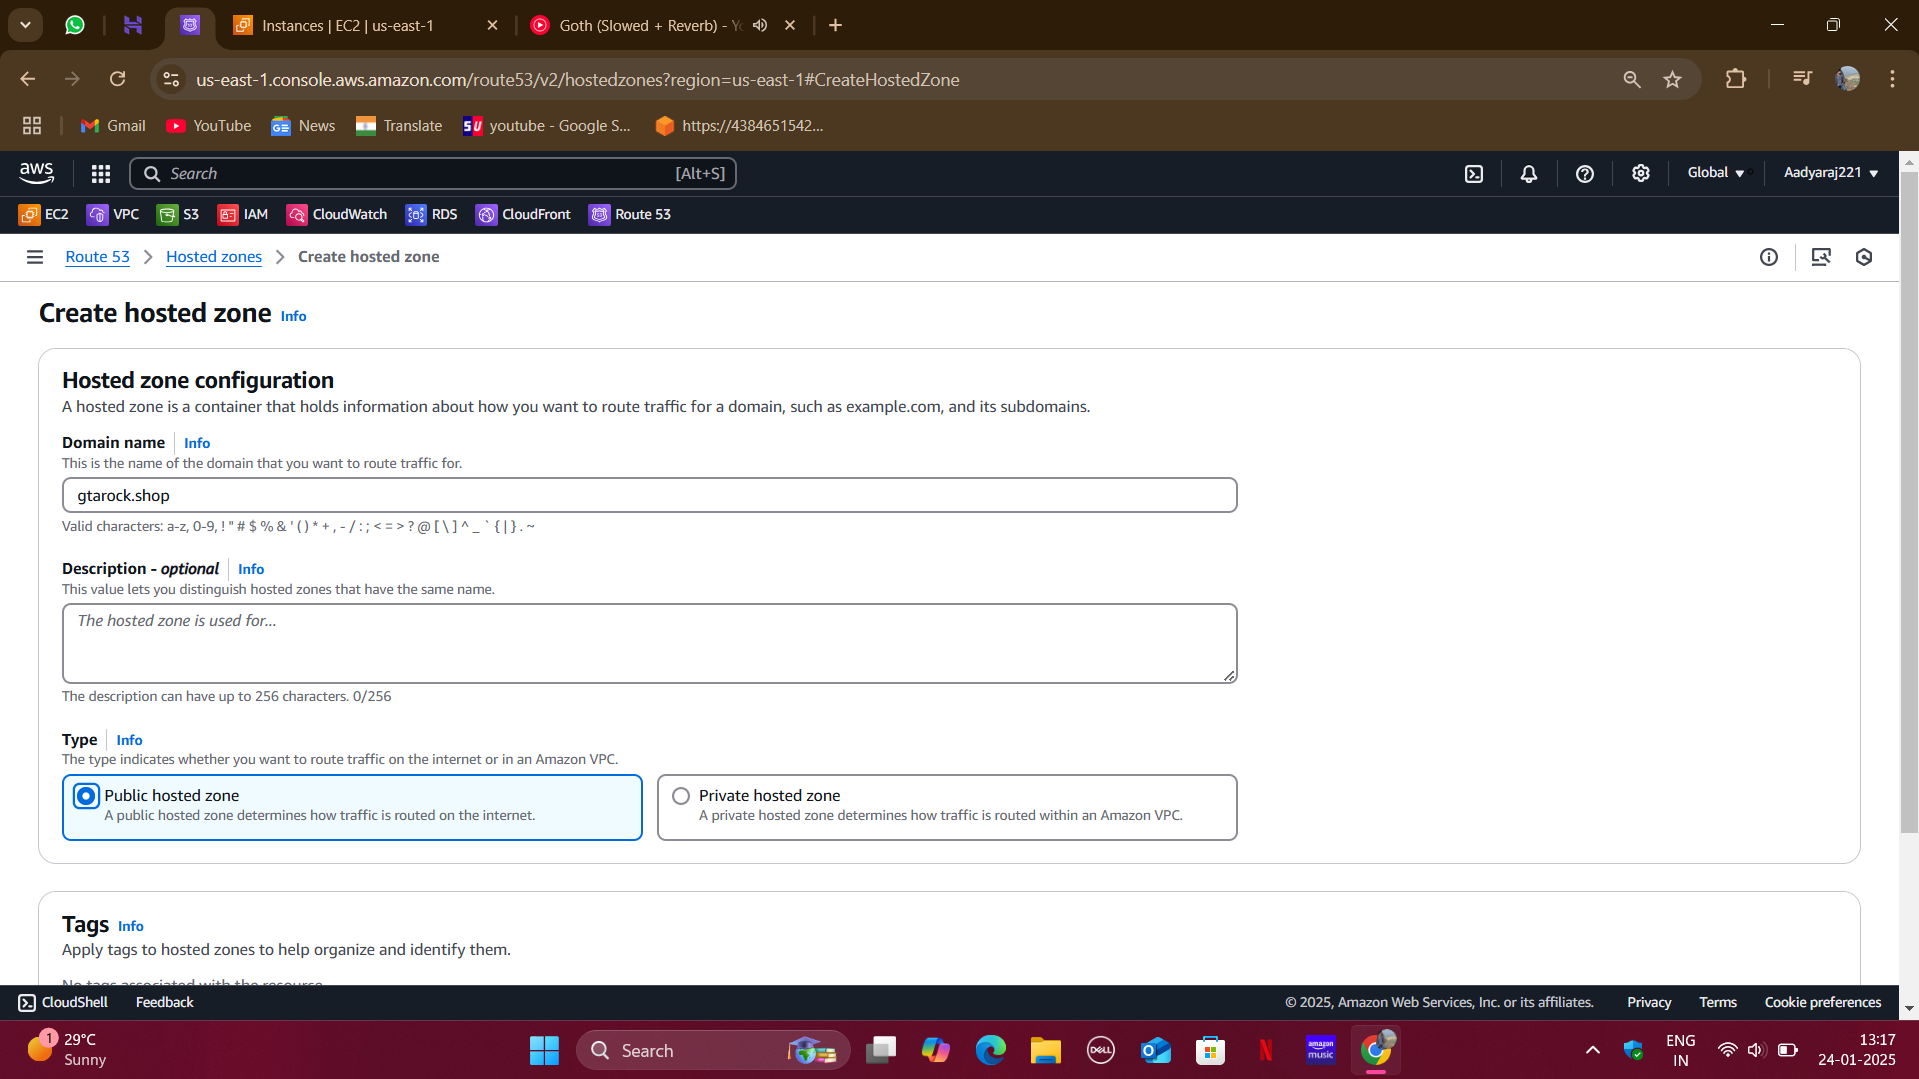 Instances | EC2 | us-east-1
Goth (Slowed + Reverb) - Y
us-east-1.console.aws.amazon.com/route53/v2/hostedzones?region=us-east-1#CreateHostedZone
Gmail
YouTube
News
Translate
SU
youtube - Google S...
https://4384651542...
aws
Search
[Alt+S]
Global
Aadyaraj221
EC2
VPC
S3
IAM
CloudWatch
RDS
CloudFront
Route 53
Route 53
Hosted zones
Create hosted zone
Create hosted zone Info
Hosted zone configuration
A hosted zone is a container that holds information about how you want to route traffic for a domain, such as example.com, and its subdomains.
Domain name Info
This is the name of the domain that you want to route traffic for.
gtarock.shop
Valid characters: a-z, 0-9, ! " # $ % & ' ( ) * + , - / : ; < = > ? @ [ \ ] ^ _ ` { | } . ~
Description - optional Info
This value lets you distinguish hosted zones that have the same name.
The hosted zone is used for...
The description can have up to 256 characters. 0/256
Type Info
The type indicates whether you want to route traffic on the internet or in an Amazon VPC.
Public hosted zone
A public hosted zone determines how traffic is routed on the internet.
Private hosted zone
A private hosted zone determines how traffic is routed within an Amazon VPC.
Tags Info
Apply tags to hosted zones to help organize and identify them.
No tags associated with the resource
CloudShell
Feedback
© 2025, Amazon Web Services, Inc. or its affiliates.
Privacy
Terms
Cookie preferences
1
29°C
Sunny
Search
DELL
amazon
music
ENG
IN
13:17
24-01-2025